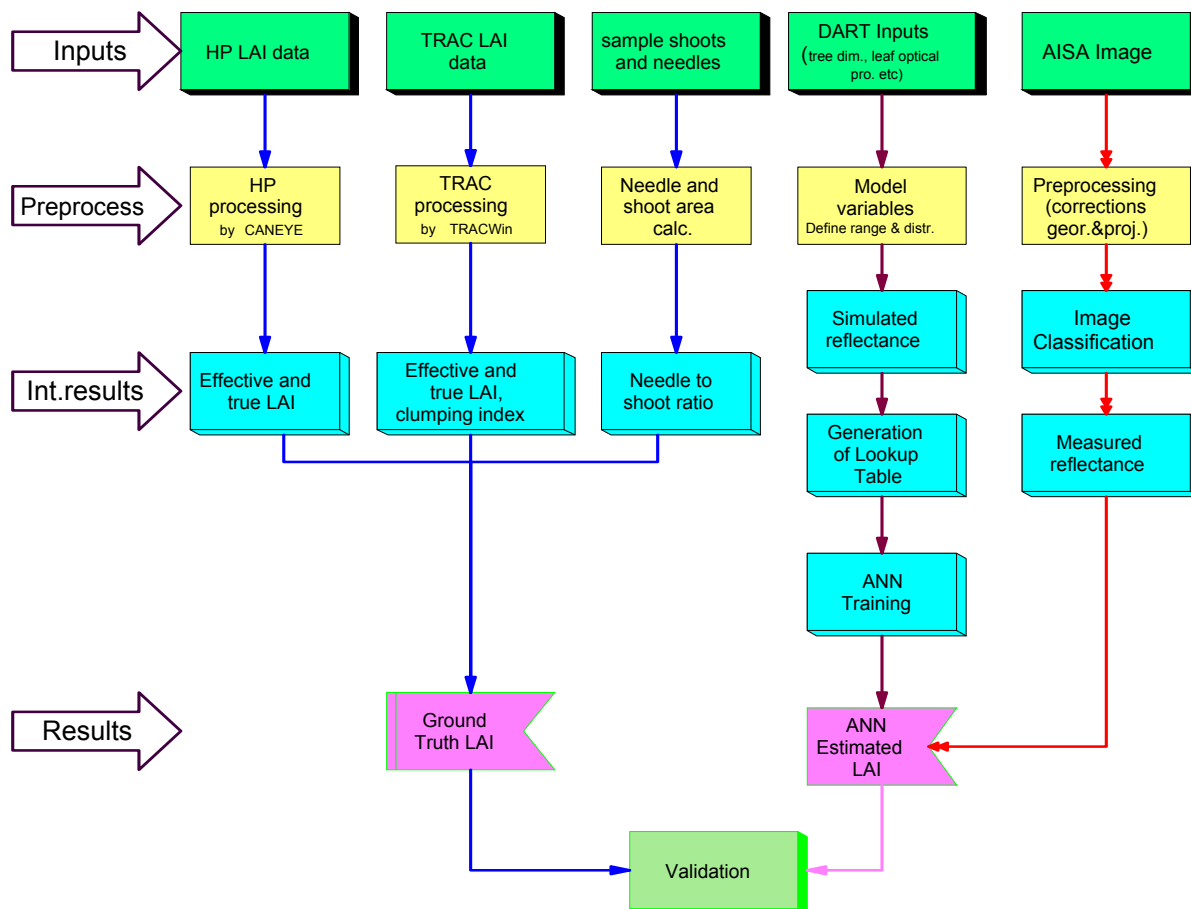 Inputs
HP LAI data
TRAC LAI
data
sample shoots
and needles
DART Inputs
(tree dim., leaf optical
pro. etc)
AISA Image
Preprocess
HP
processing
by CANEYE
TRAC
processing
by TRACWin
Needle and
shoot area
calc.
Model
variables
Define range & distr.
Preprocessing
(corrections
geor.&proj.)
Simulated
reflectance
Image
Classification
Int.results
Effective and
true LAI
Effective and
true LAI,
clumping index
Needle to
shoot ratio
Generation
of Lookup
Table
Measured
reflectance
ANN
Training
Results
Ground
Truth LAI
ANN
Estimated
LAI
Validation